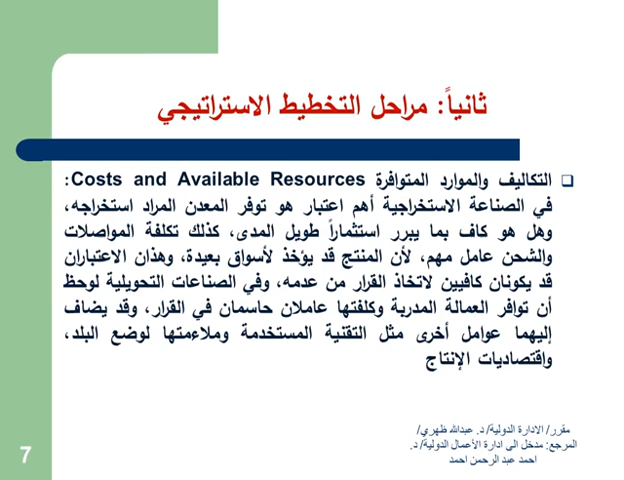 ثانياً: مراحل التخطيط الاستراتيجي
التكاليف والموارد المتوافرة Costs and Available Resources:
في الصناعة الاستخراجية أهم اعتبار هو توفر المعدن المراد استخراجه،
وهل هو كاف بما يبرر استثماراً طويل المدى، كذلك تكلفة المواصلات
والشحن عامل مهم، لأن المنتج قد يؤخذ لأسواق بعيدة، وهذان الاعتباران
قد يكونان كافيين لاتخاذ القرار من عدمه، وفي الصناعات التحويلية لوحظ
أن توافر العمالة المدربة وكلفتها عاملان حاسمان في القرار، وقد يضاف
إليهما عوامل أخرى مثل التقنية المستخدمة وملاءمتها لوضع البلد،
واقتصاديات الإنتاج
مقرر/ الادارة الدولية/ د. عبدالله ظهري/
المرجع: مدخل الى ادارة الأعمال الدولية/ د.
احمد عبد الرحمن احمد
7